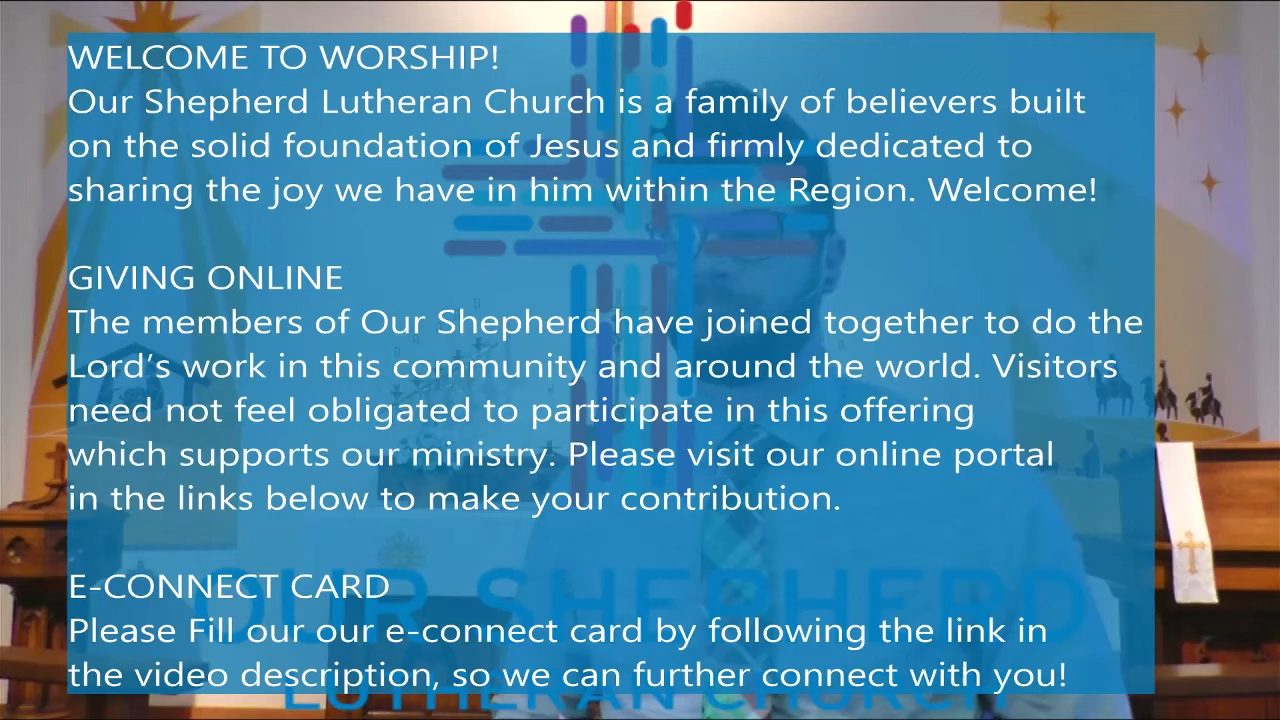 WELCOME TO WORSHIP!
Our Shepherd Lutheran Church is a family of believers built
on the solid foundation of Jesus and firmly dedicated to
sharing the joy we have in him within the Region. Welcome!
GIVING ONLINE
The members of Our Shepherd have joined together to do the
Lord’s work in this community and around the world. Visitors
need not feel obligated to participate in this offering
which supports our ministry. Please visit our online portal
in the links below to make your contribution.
E-CONNECT CARD
Please Fill our our e-connect card by following the link in
the video description, so we can further connect with you!
OUR SHEPHERD
LUTHERAN CHURCH